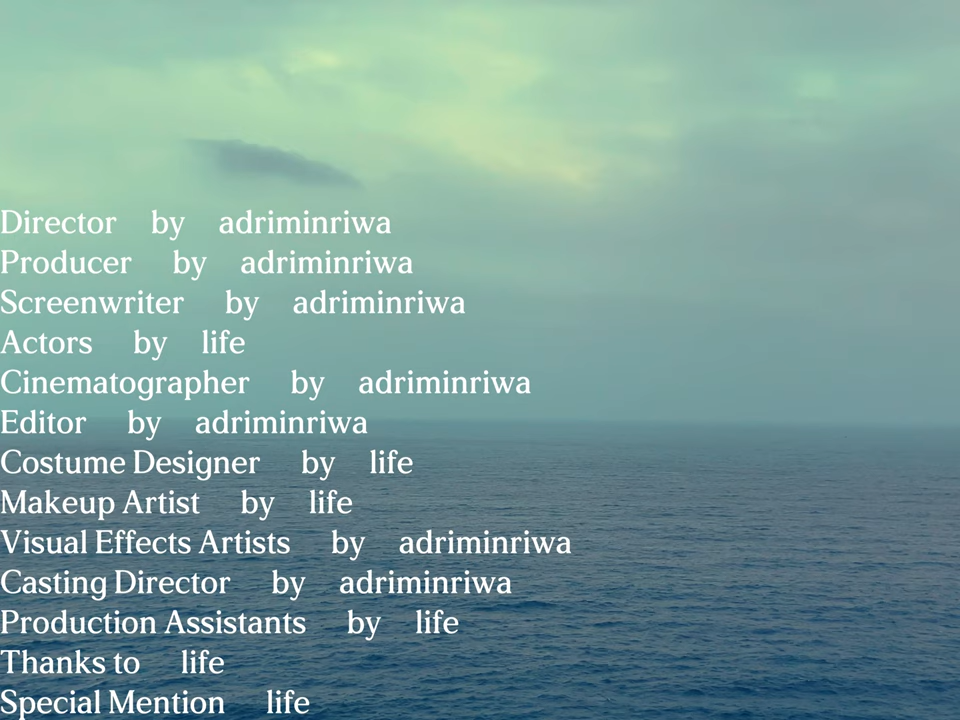 Director by adriminriwa
Producer by adriminriwa
Screenwriter by adriminriwa
Actors by life
Cinematographer by adriminriwa
Editor by adriminriwa
Costume Designer by life
Makeup Artist by life
Visual Effects Artists by adriminriwa
Casting Director by adriminriwa
Production Assistants by life
Thanks to life
Special Mention life